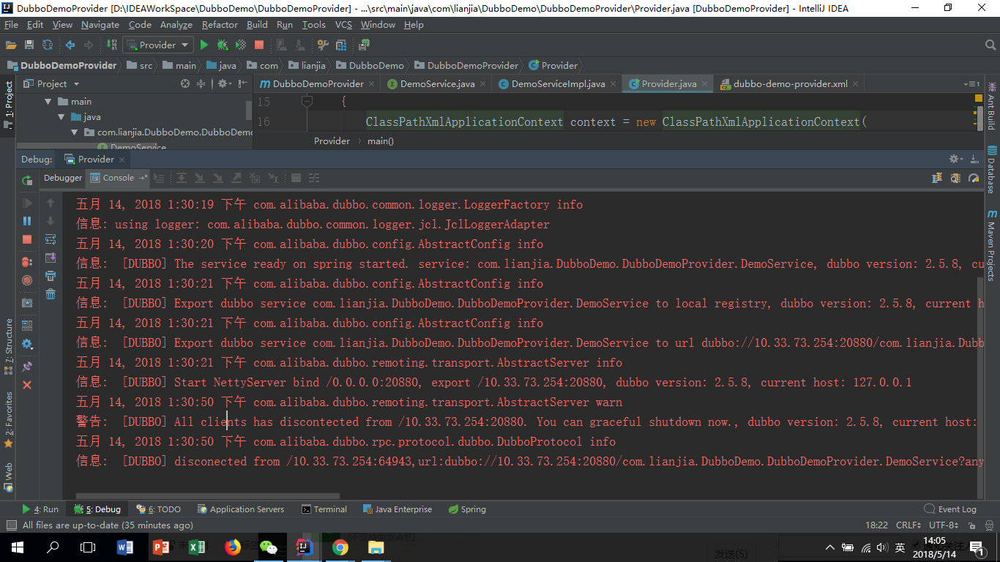 DubboDemoProvider [D:\IDEAWorkSpace\DubboDemo\DubboDemoProvider] - ...\src\main\java\com\lianjia\DubboDemo\DubboDemoProvider\Provider.java [DubboDemoProvider] - IntelliJ IDEA
File Edit View Navigate Code Analyze Refactor Build Run Tools VCS Window Help
Provider
DubboDemoProvider src main java com lianjia DubboDemo DubboDemoProvider Provider
Project
DubboDemoProvider DemoService.java DemoServiceImpl.java Provider.java dubbo-demo-provider.xml
main
java
com.lianjia.DubboDemo.DubboDemo
DemoService
15 {
16 ClassPathXmlApplicationContext context = new ClassPathXmlApplicationContext(
Provider main()
1: Project
7: Structure
2: Favorites
Web
Ant Build
Database
Maven Projects
Debug: Provider
Debugger Console
五月 14, 2018 1:30:19 下午 com.alibaba.dubbo.common.logger.LoggerFactory info
信息: using logger: com.alibaba.dubbo.common.logger.jcl.JclLoggerAdapter
五月 14, 2018 1:30:20 下午 com.alibaba.dubbo.config.AbstractConfig info
信息: [DUBBO] The service ready on spring started. service: com.lianjia.DubboDemo.DubboDemoProvider.DemoService, dubbo version: 2.5.8, cu
五月 14, 2018 1:30:21 下午 com.alibaba.dubbo.config.AbstractConfig info
信息: [DUBBO] Export dubbo service com.lianjia.DubboDemo.DubboDemoProvider.DemoService to local registry, dubbo version: 2.5.8, current h
五月 14, 2018 1:30:21 下午 com.alibaba.dubbo.config.AbstractConfig info
信息: [DUBBO] Export dubbo service com.lianjia.DubboDemo.DubboDemoProvider.DemoService to url dubbo://10.33.73.254:20880/com.lianjia.Dubb
五月 14, 2018 1:30:21 下午 com.alibaba.dubbo.remoting.transport.AbstractServer info
信息: [DUBBO] Start NettyServer bind /0.0.0.0:20880, export /10.33.73.254:20880, dubbo version: 2.5.8, current host: 127.0.0.1
五月 14, 2018 1:30:50 下午 com.alibaba.dubbo.remoting.transport.AbstractServer warn
警告: [DUBBO] All clients has discontected from /10.33.73.254:20880. You can graceful shutdown now., dubbo version: 2.5.8, current host:
五月 14, 2018 1:30:50 下午 com.alibaba.dubbo.rpc.protocol.dubbo.DubboProtocol info
信息: [DUBBO] disconected from /10.33.73.254:64943,url:dubbo://10.33.73.254:20880/com.lianjia.DubboDemo.DubboDemoProvider.DemoService?any
4: Run 5: Debug 6: TODO Application Servers Terminal Java Enterprise Spring Event Log
All files are up-to-date (35 minutes ago) 18:22 CRLF UTF-8
英 14:05
2018/5/14
发送(S)
1